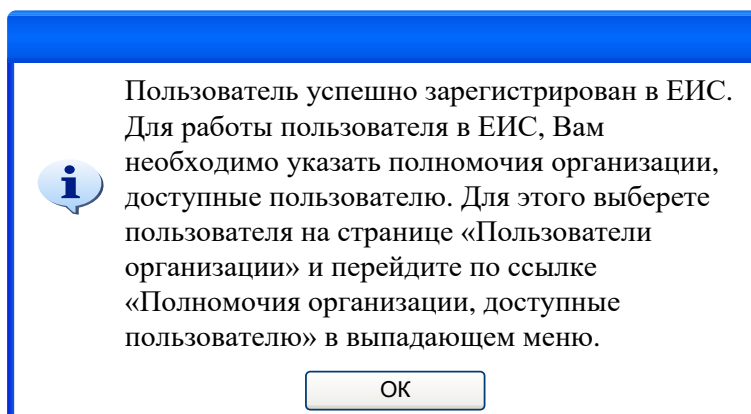 Пользователь успешно зарегистрирован в ЕИС.
Для работы пользователя в ЕИС, Вам
необходимо указать полномочия организации,
доступные пользователю. Для этого выберете
пользователя на странице «Пользователи
организации» и перейдите по ссылке
«Полномочия организации, доступные
пользователю» в выпадающем меню.
ОК